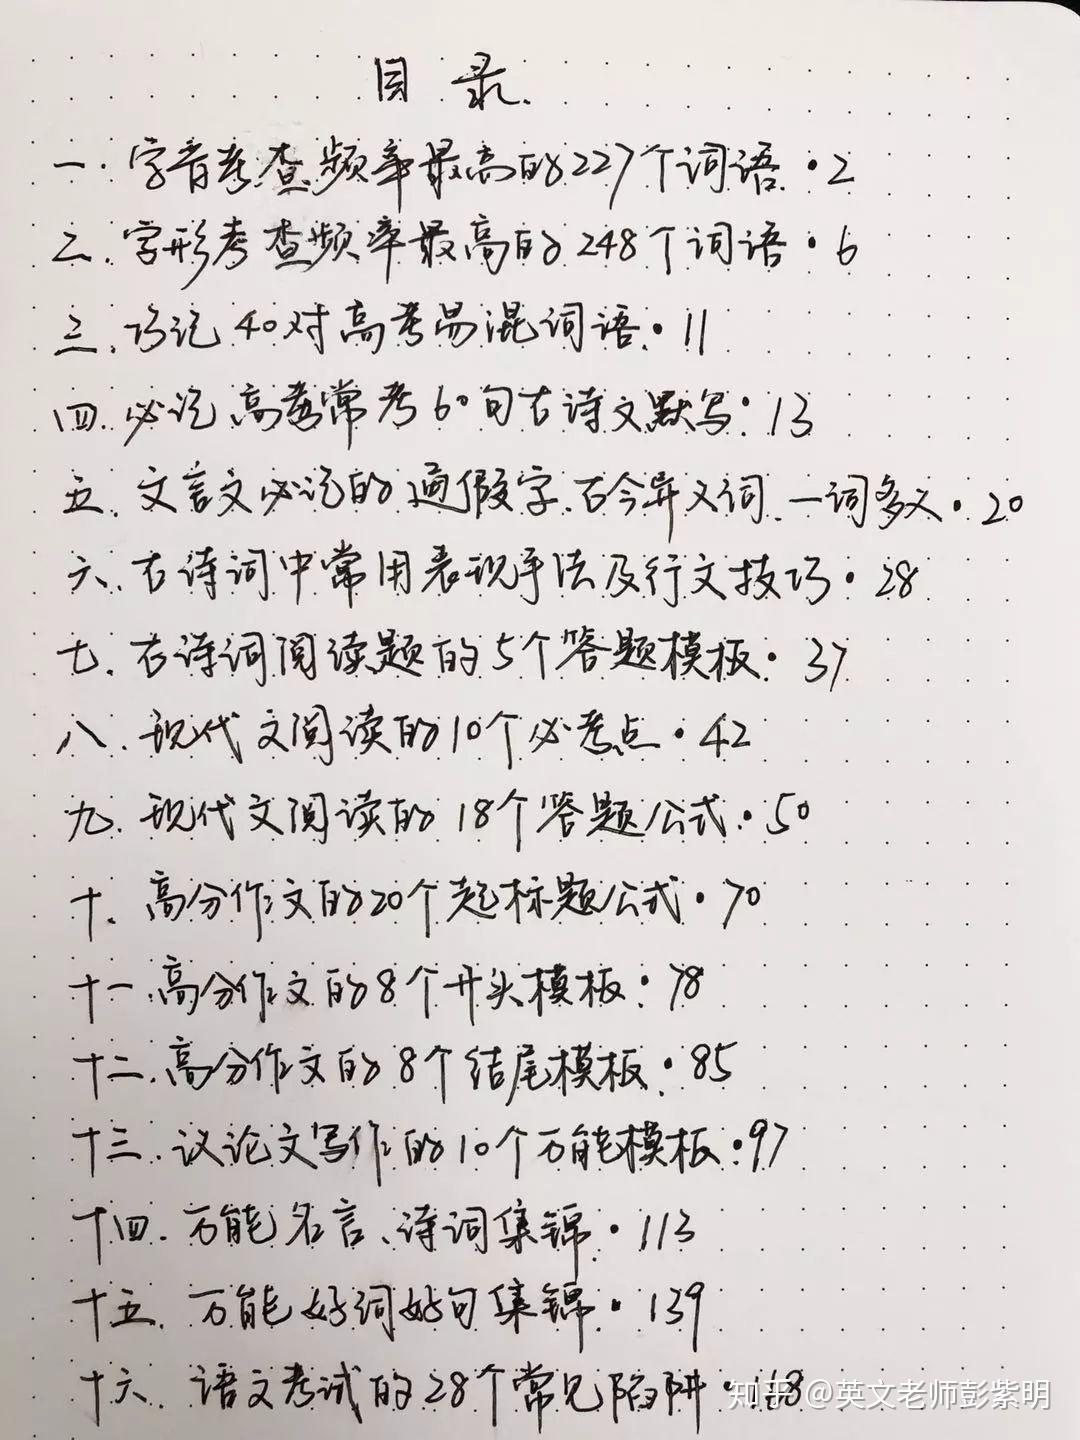 目录
一.字音考查频率最高的227个词语·2
二.字形考查频率最高的248个词语·6
三.巧记40对高考易混词语·11
四.必记高考常考60句古诗文默写·13
五.文言文必记的通假字.古今异义词.一词多义·20
六.古诗词中常用表现手法及行文技巧·28
七.古诗词阅读题的5个答题模板·37
八.现代文阅读的10个必考点·42
九.现代文阅读的18个答题公式·50
十.高分作文的20个起标题公式·70
十一.高分作文的8个开头模板·78
十二.高分作文的8个结尾模板·85
十三.议论文写作的10个万能模板·97
十四.万能名言、诗词集锦·113
十五.万能好词好句集锦·139
十六.语文考试的28个常见陷阱·
知乎 @英文老师彭紫明